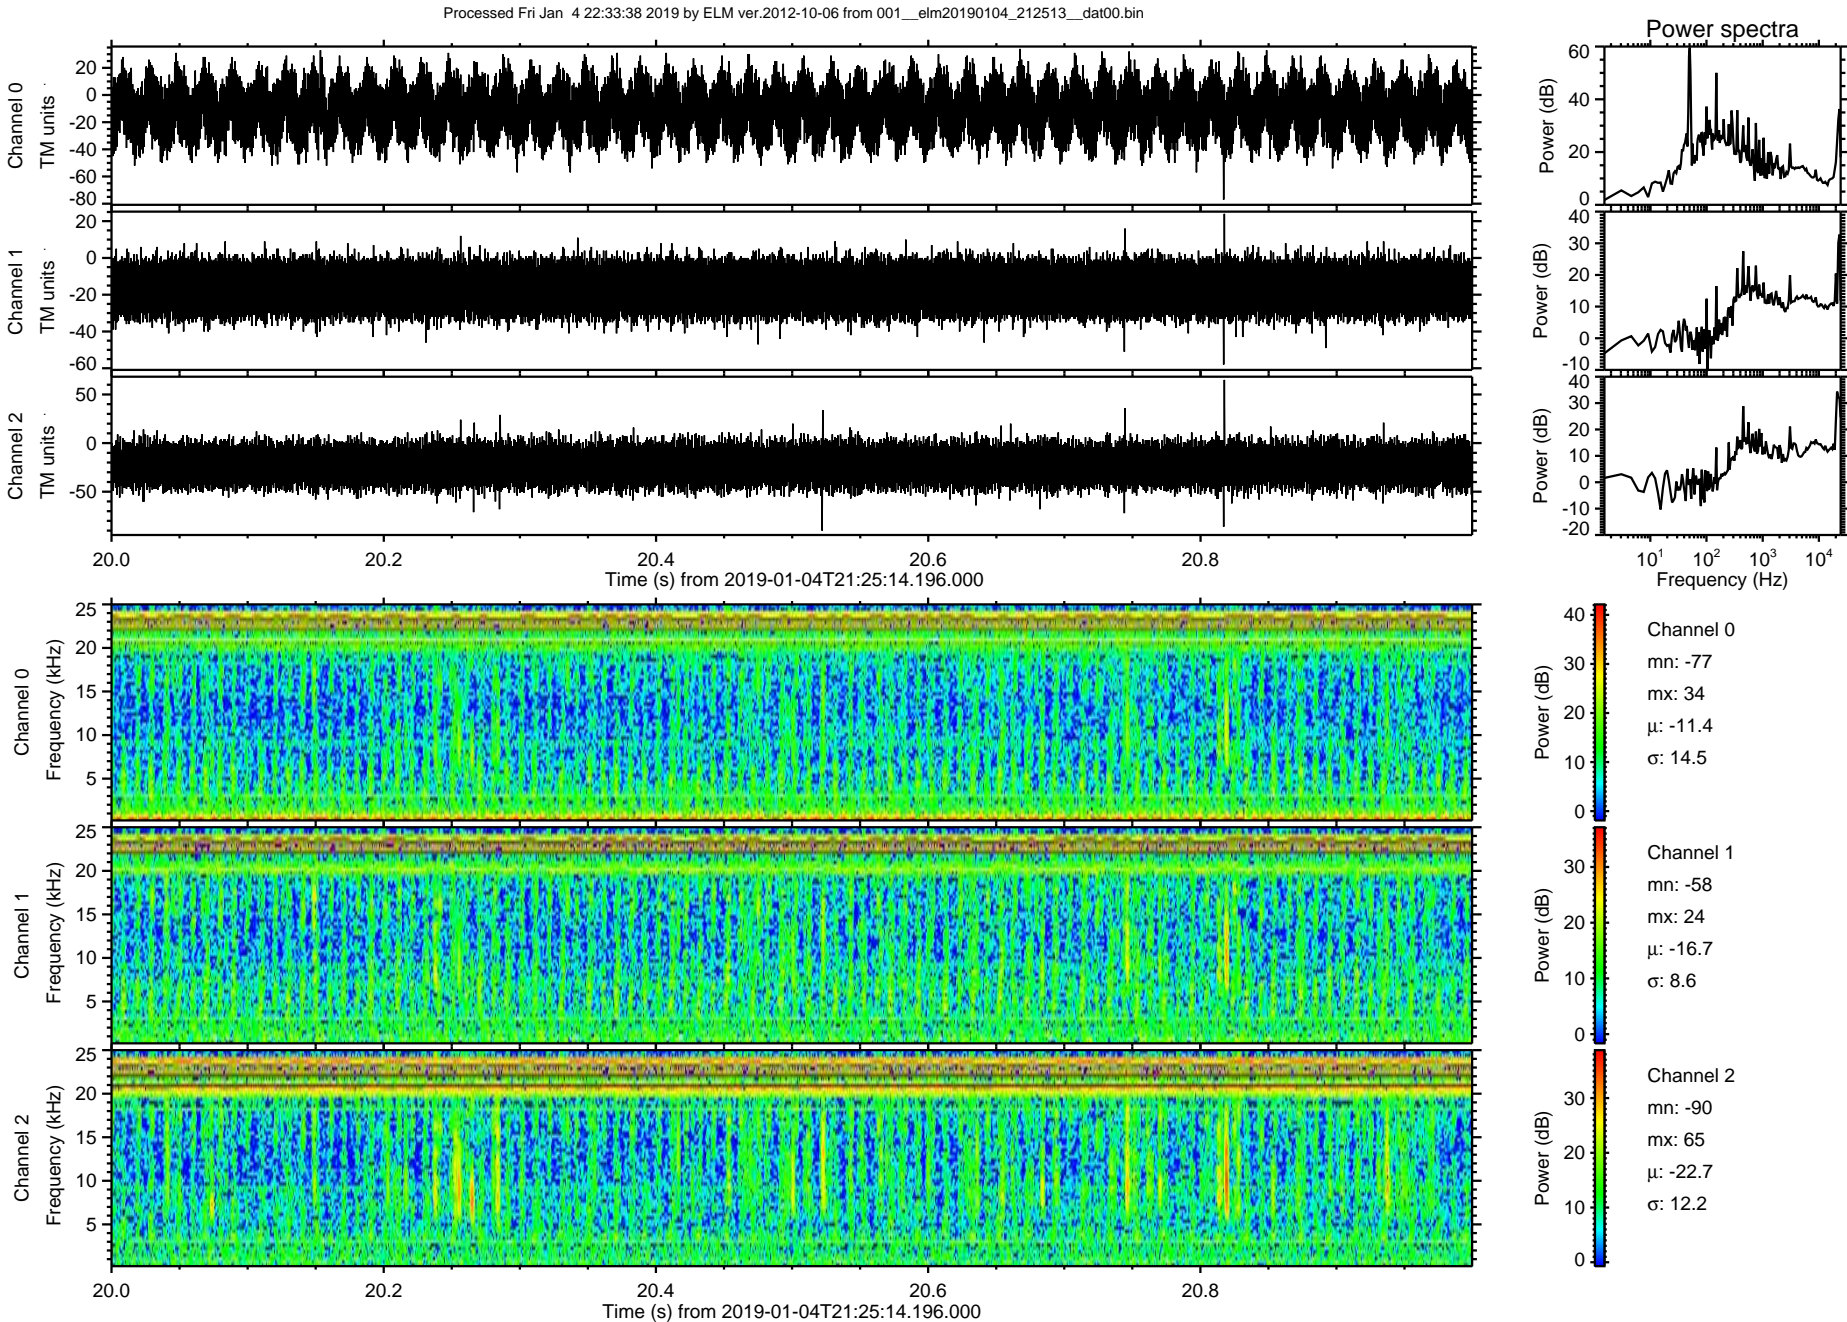 Processed Fri Jan  4 22:33:38 2019 by ELM ver.2012-10-06 from 001__elm20190104_212513__dat00.bin
Power spectra
Channel 0
TM units
20
0
-20
-40
-60
-80
Power (dB)
60
40
20
0
Channel 1
TM units
20
0
-20
-40
-60
Power (dB)
40
30
20
10
0
-10
Channel 2
TM units
50
0
-50
Power (dB)
40
30
20
10
0
-10
-20
20.0 20.2 20.4 20.6 20.8
Time (s) from 2019-01-04T21:25:14.196.000
10^1 10^2 10^3 10^4
Frequency (Hz)
Channel 0
Frequency (kHz)
25
20
15
10
5
Power (dB)
40
30
20
10
0
Channel 0
mn: -77
mx: 34
μ: -11.4
σ: 14.5
Channel 1
Frequency (kHz)
25
20
15
10
5
Power (dB)
30
20
10
0
Channel 1
mn: -58
mx: 24
μ: -16.7
σ: 8.6
Channel 2
Frequency (kHz)
25
20
15
10
5
Power (dB)
30
20
10
0
Channel 2
mn: -90
mx: 65
μ: -22.7
σ: 12.2
20.0 20.2 20.4 20.6 20.8
Time (s) from 2019-01-04T21:25:14.196.000